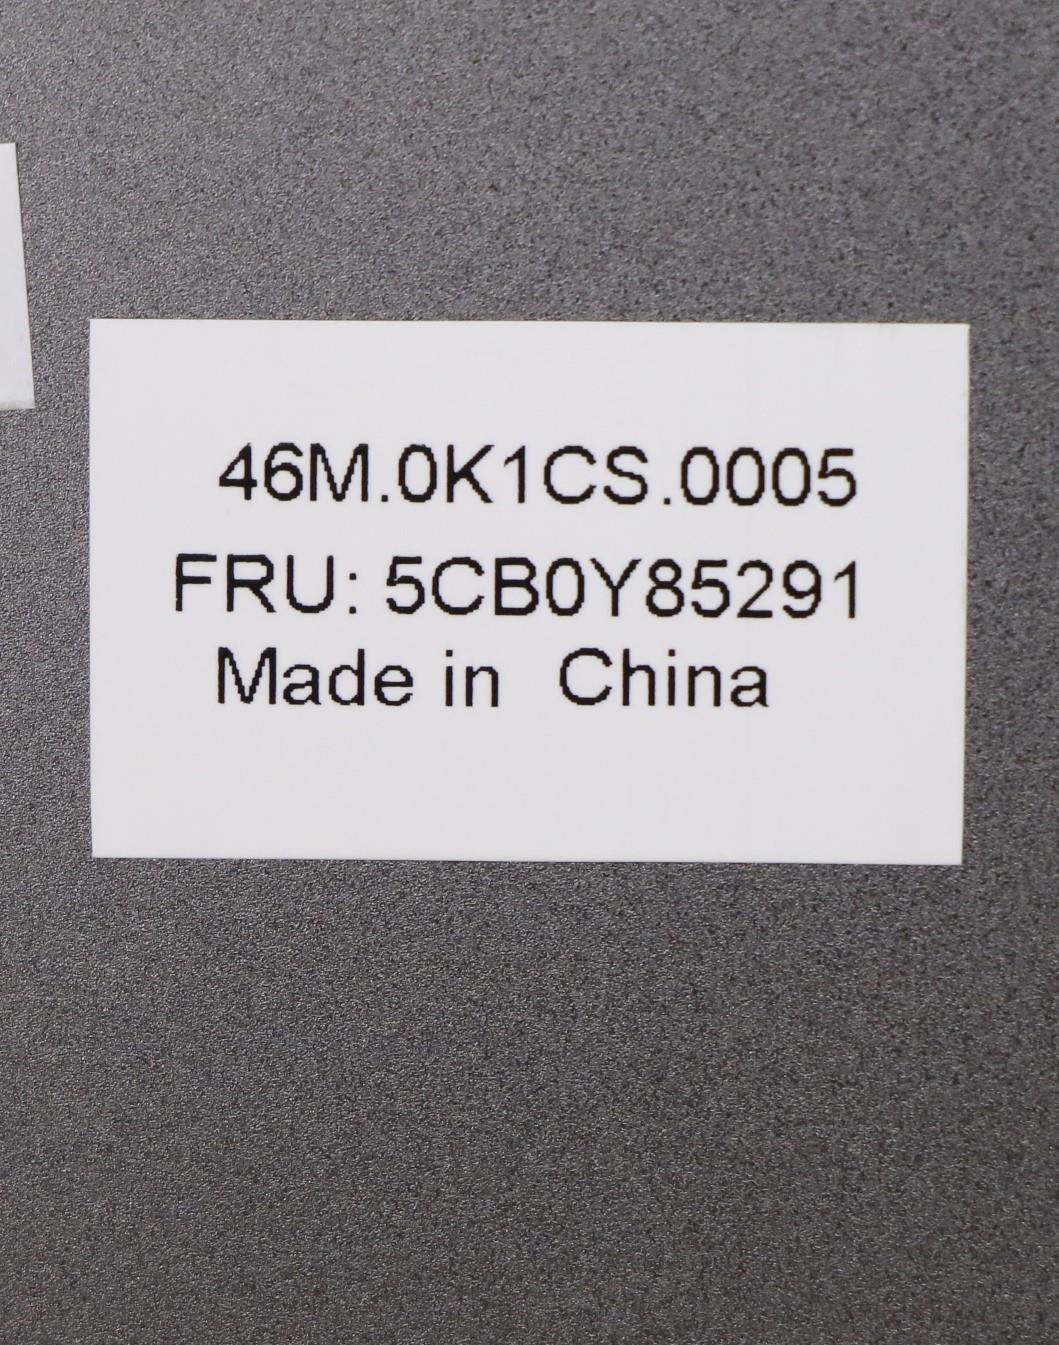 46M.0K1CS.0005
FRU: 5CB0Y85291
Made in  China